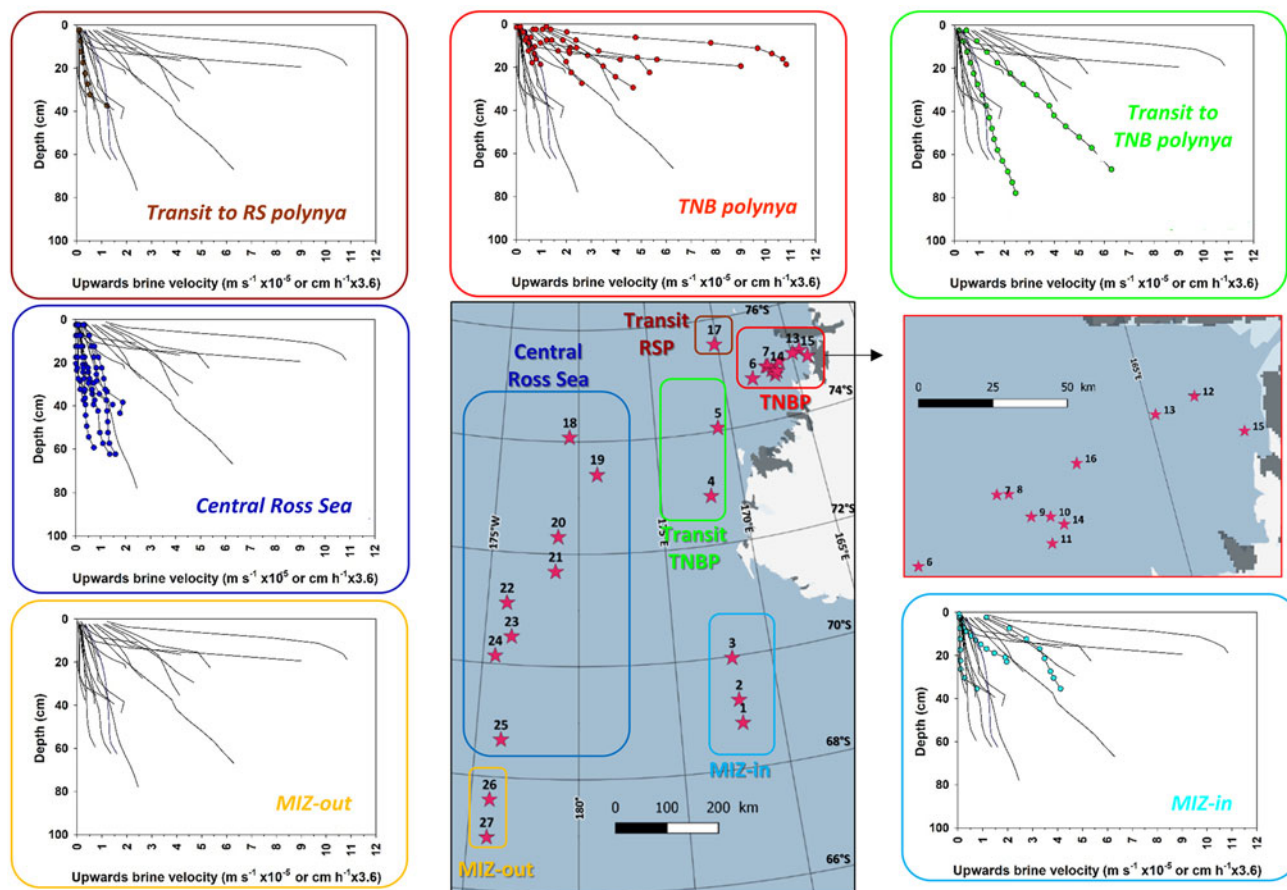 0
20
40
60
80
100
Depth (cm)
Transit to RS polynya
0 1 2 3 4 5 6 7 8 9 10 11 12
Upwards brine velocity (m s⁻¹ x10⁻⁵ or cm h⁻¹x3.6)
0
20
40
60
80
100
Depth (cm)
TNB polynya
0 1 2 3 4 5 6 7 8 9 10 11 12
Upwards brine velocity (m s⁻¹ x10⁻⁵ or cm h⁻¹x3.6)
0
20
40
60
80
100
Depth (cm)
Transit to
TNB polynya
0 1 2 3 4 5 6 7 8 9 10 11 12
Upwards brine velocity (m s⁻¹ x10⁻⁵ or cm h⁻¹x3.6)
0
20
40
60
80
100
Depth (cm)
Central Ross Sea
0 1 2 3 4 5 6 7 8 9 10 11 12
Upwards brine velocity (m s⁻¹ x10⁵ or cm h⁻¹x3.6)
76°S
Transit
RSP
17
13 15
7 14
6
TNBP
74°S
Central
Ross Sea
18
19
5
4
Transit
TNBP
72°S
175°W
175°E
170°E
165°E
20
21
22
23
24
70°S
3
2
1
MIZ-in
68°S
25
26
27
MIZ-out
180°
0 100 200 km
66°S
0 25 50 km
165°E
12
13
15
16
7 8
9 10
14
11
6
0
20
40
60
80
100
Depth (cm)
MIZ-out
0 1 2 3 4 5 6 7 8 9 10 11 12
Upwards brine velocity (m s⁻¹ x10⁻⁵ or cm h⁻¹x3.6)
0
20
40
60
80
100
Depth (cm)
MIZ-in
0 1 2 3 4 5 6 7 8 9 10 11 12
Upwards brine velocity (m s⁻¹ x10⁻⁵ or cm h⁻¹x3.6)